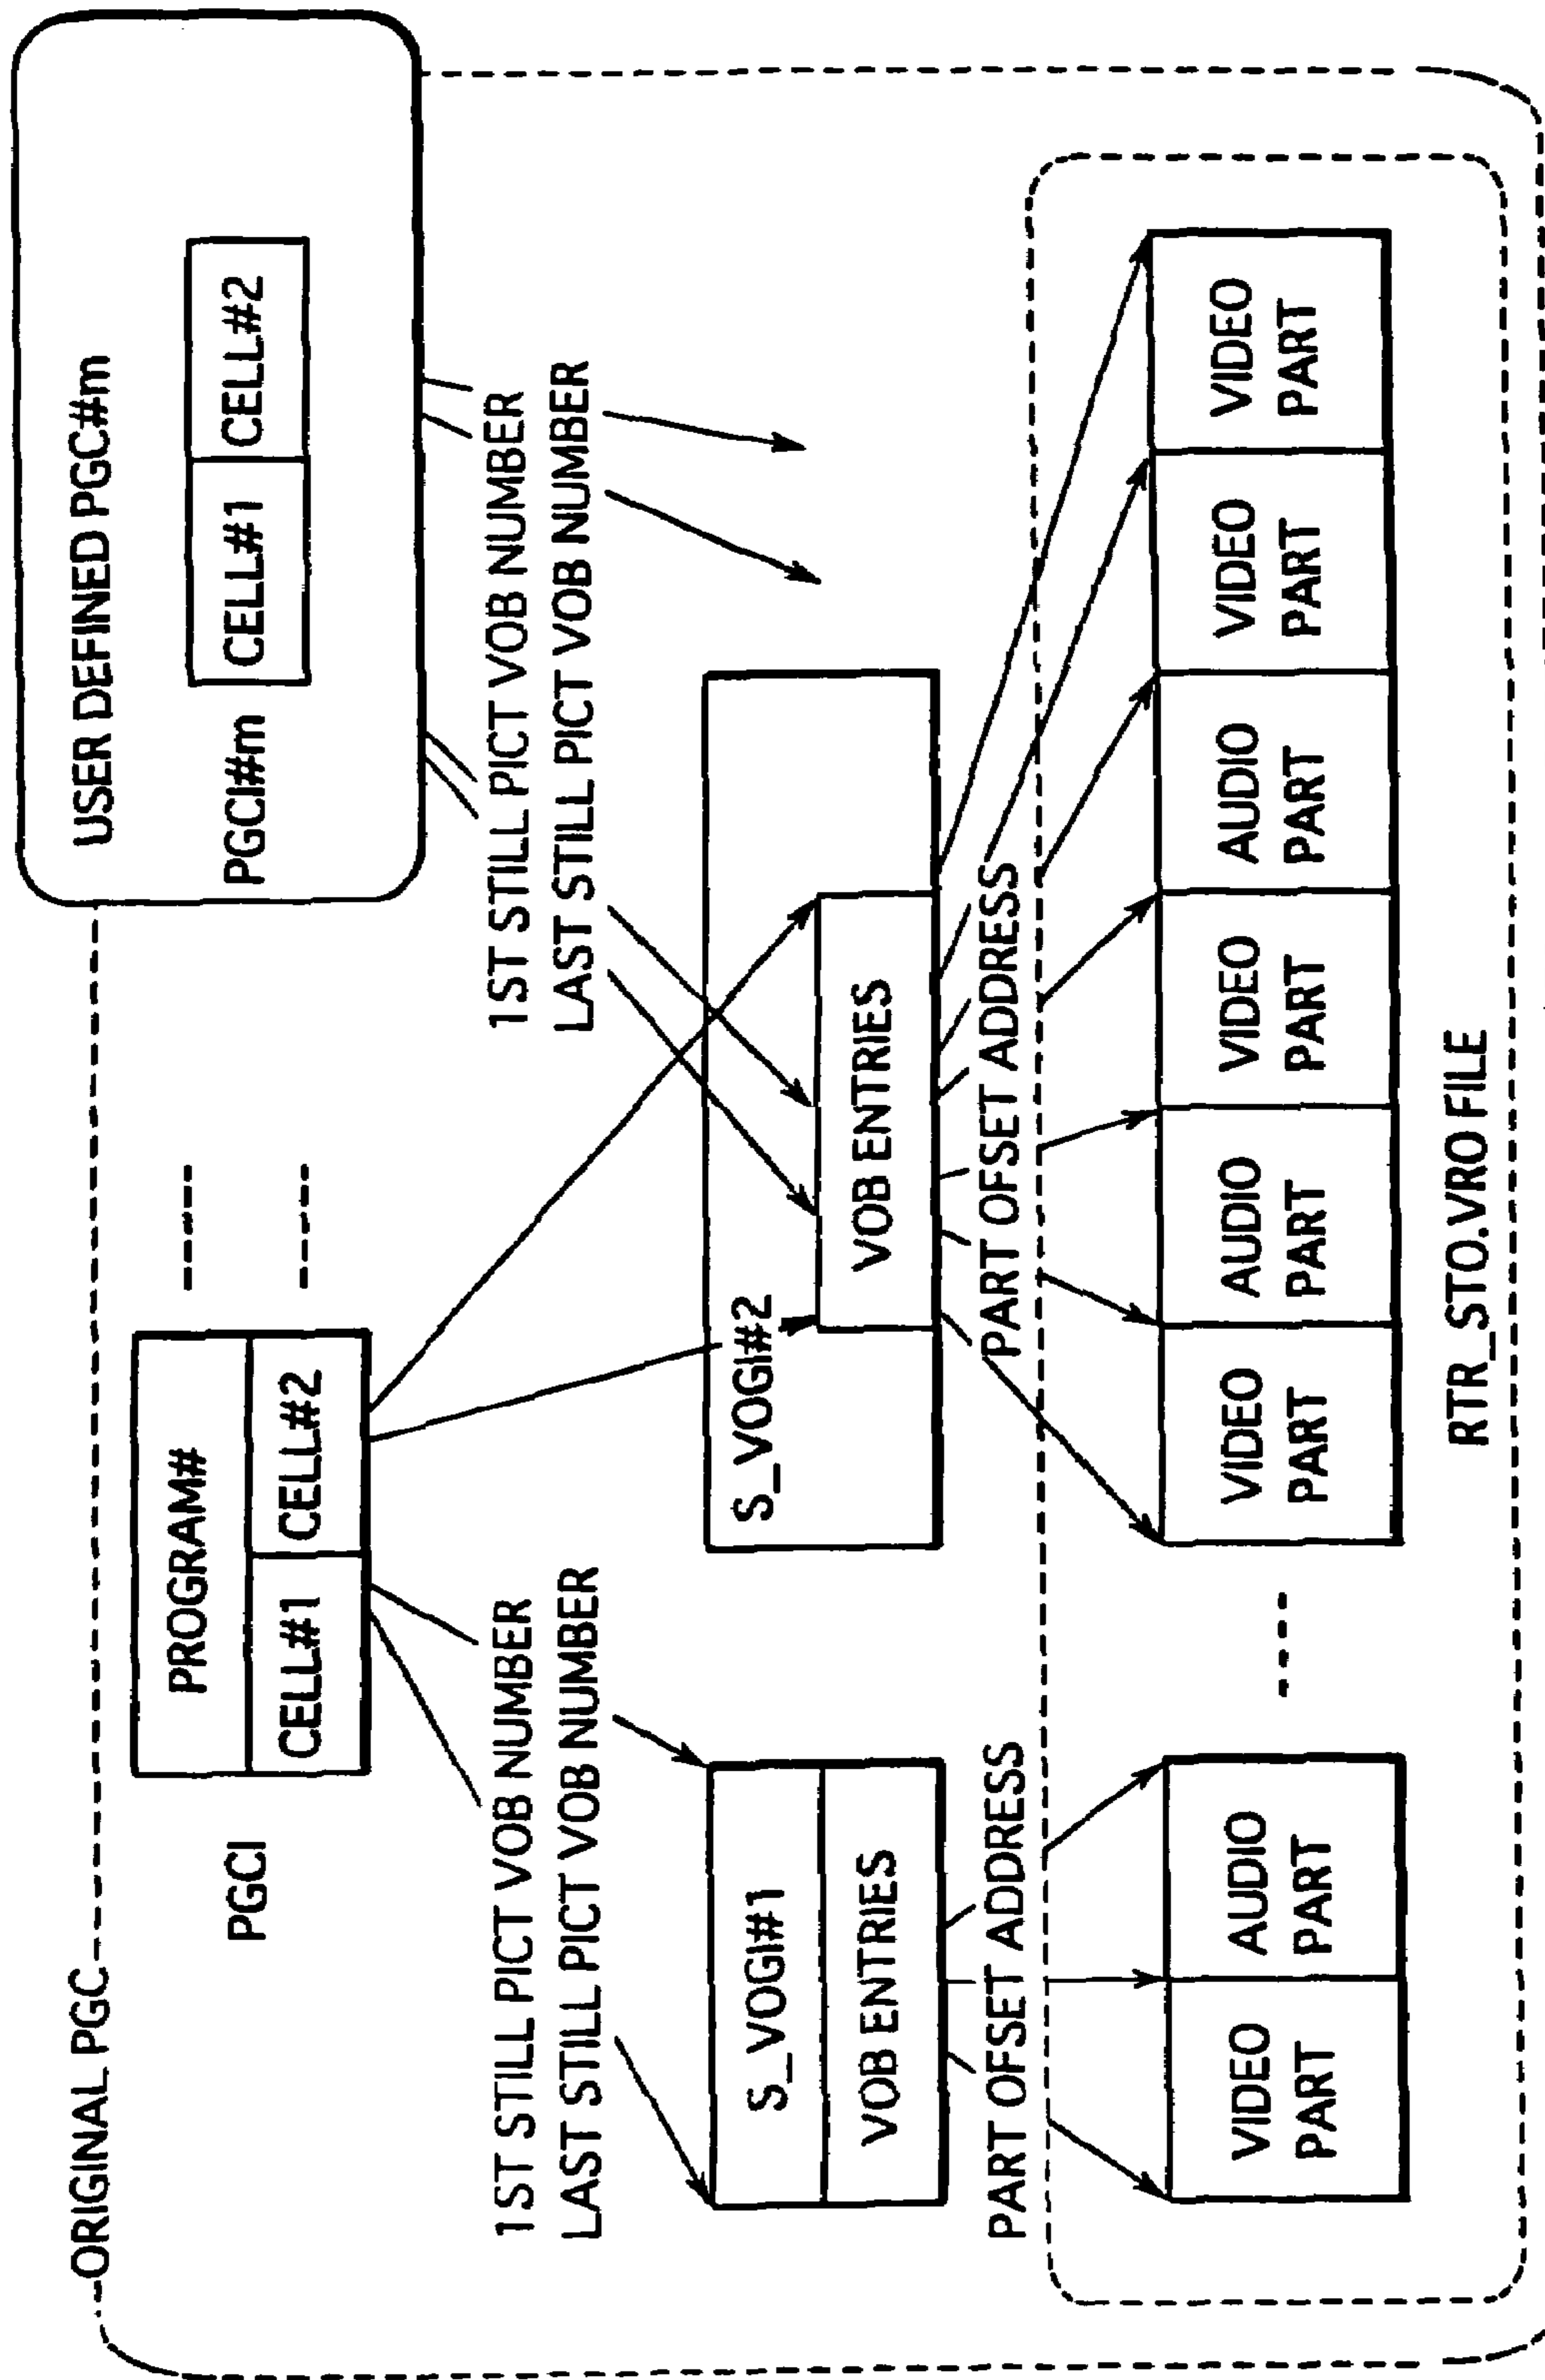 ORIGINAL PGC
USER DEFINED PGC#m
PROGRAM#
PGCI
CELL#1
CELL#2
PGCI#m
CELL#1
CELL#2
1ST STILL PICT VOB NUMBER
LAST STILL PICT VOB NUMBER
1ST STILL PICT VOB NUMBER
LAST STILL PICT VOB NUMBER
S_VOGI#1
VOB ENTRIES
S_VOGI#2
VOB ENTRIES
PART OFSET ADDRESS
PART OFSET ADDRESS
VIDEO
PART
AUDIO
PART
VIDEO
PART
AUDIO
PART
VIDEO
PART
AUDIO
PART
VIDEO
PART
VIDEO
PART
RTR_STO.VRO FILE